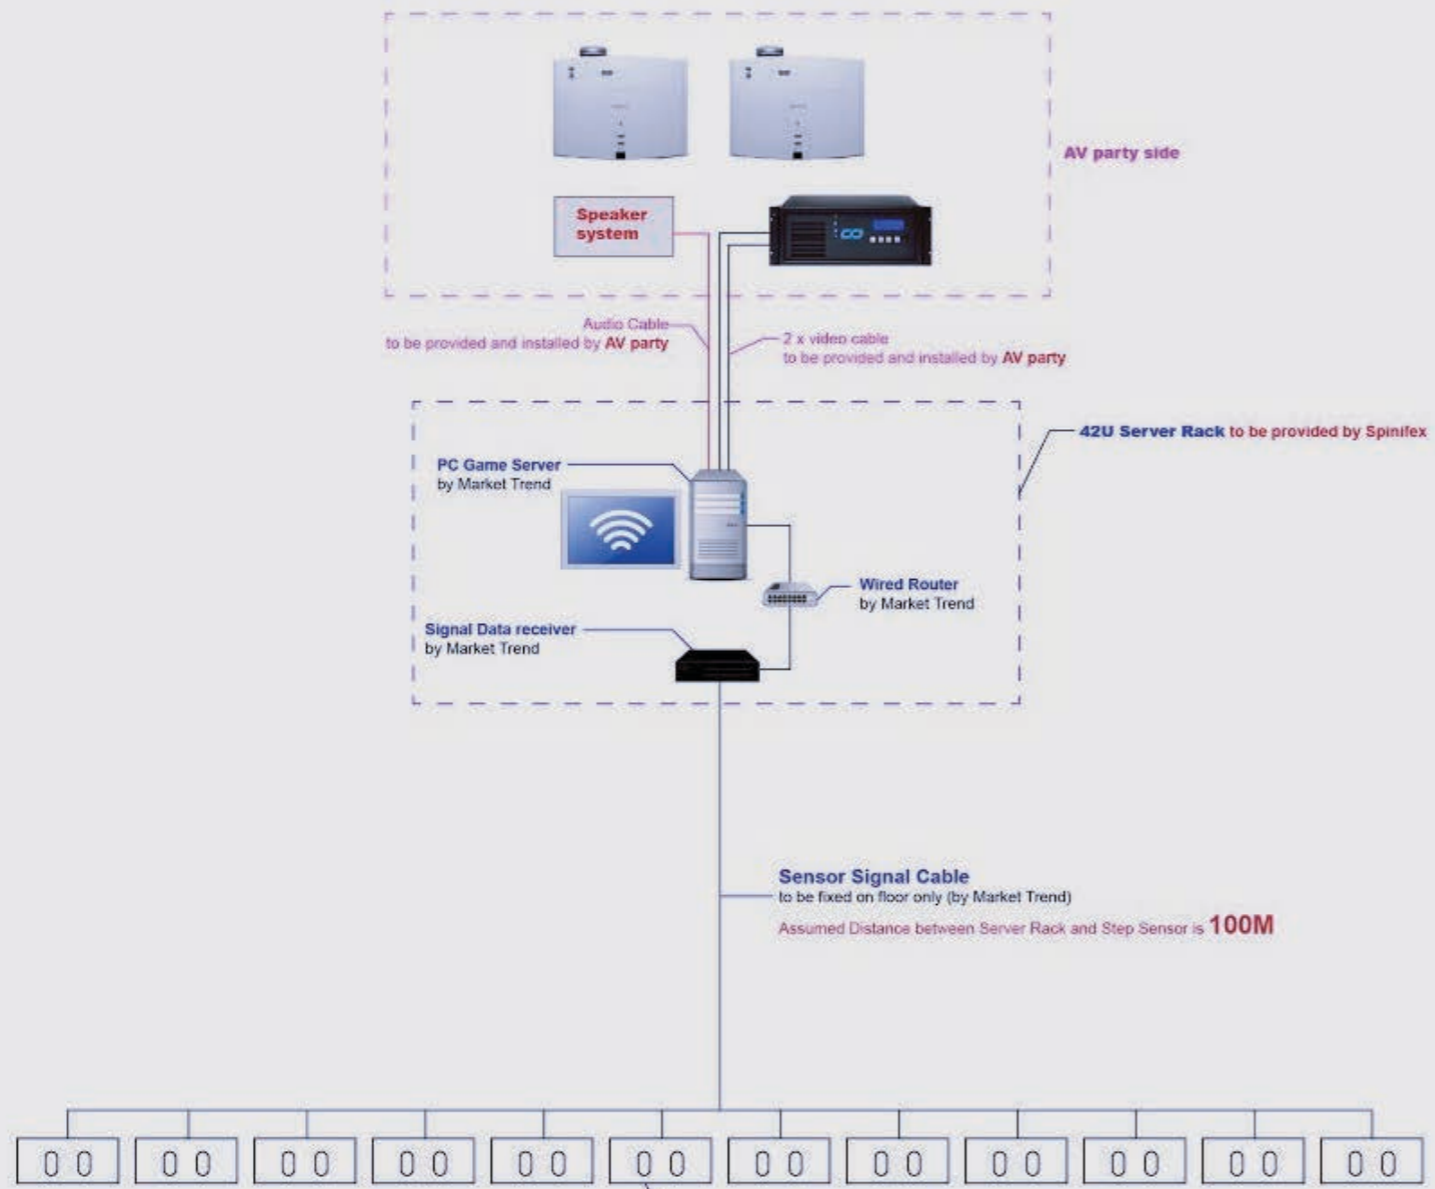 AV party side
Speaker
system
Audio Cable
to be provided and installed by AV party
2 x video cable
to be provided and installed by AV party
42U Server Rack to be provided by Spinifex
PC Game Server
by Market Trend
Wired Router
by Market Trend
Signal Data receiver
by Market Trend
Sensor Signal Cable
to be fixed on floor only (by Market Trend)
Assumed Distance between Server Rack and Step Sensor is 100M